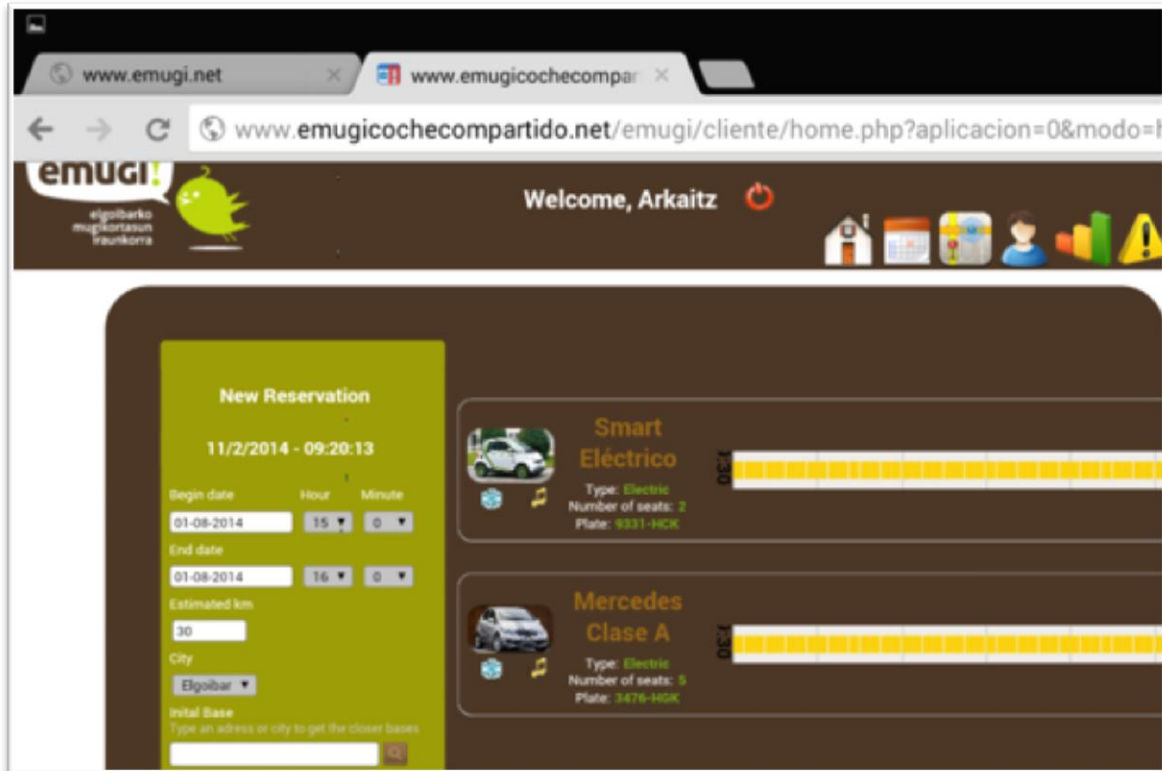 www.emugi.net
www.emugicochecompar
www.emugicochecompartido.net/emugi/cliente/home.php?aplicacion=0&modo=h
emugi!
elgoibarko
mugikortasun
iraunkorra
Welcome, Arkaitz
New Reservation
11/2/2014 - 09:20:13
Begin date Hour Minute
01-08-2014 15 0
End date
01-08-2014 16 0
Estimated km
30
City
Elgoibar
Inital Base
Type an adress or city to get the closer bases
Smart
Eléctrico
Type: Electric
Number of seats: 2
Plate: 9331-HCK
Mercedes
Clase A
Type: Electric
Number of seats: 5
Plate: 3476-HGK